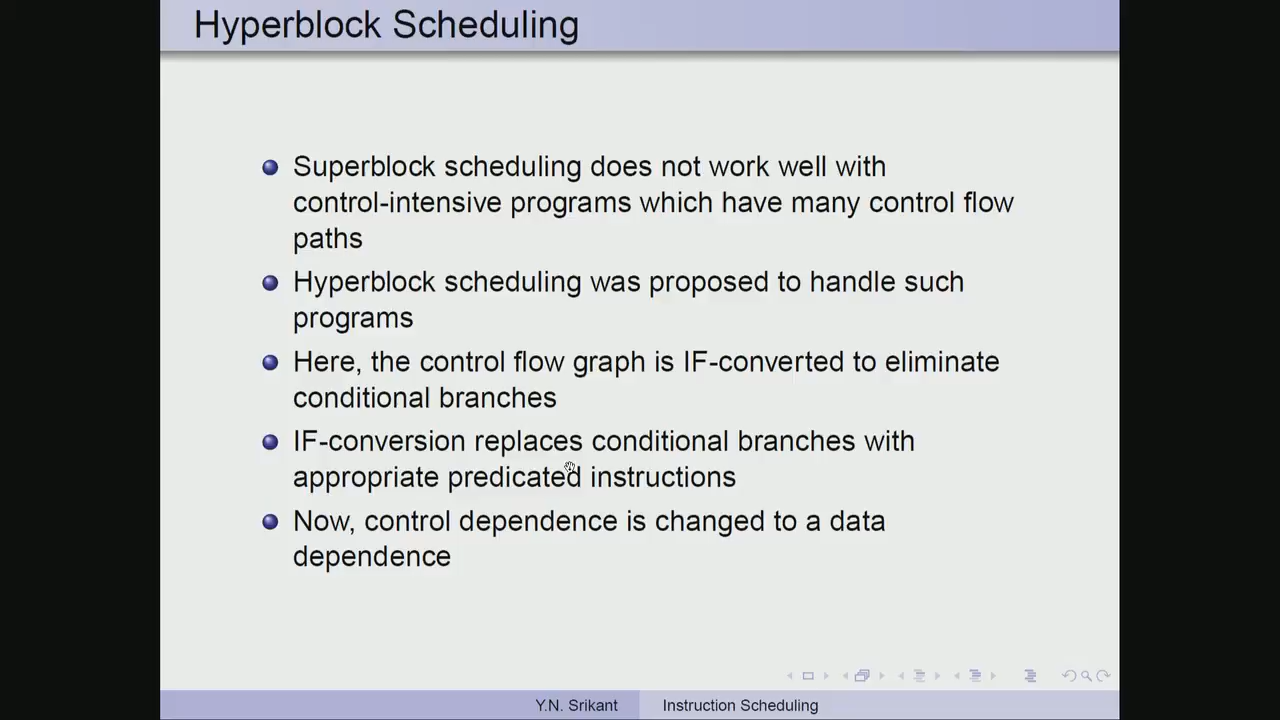 Hyperblock Scheduling
Superblock scheduling does not work well with
control-intensive programs which have many control flow
paths
Hyperblock scheduling was proposed to handle such
programs
Here, the control flow graph is IF-converted to eliminate
conditional branches
IF-conversion replaces conditional branches with
appropriate predicated instructions
Now, control dependence is changed to a data
dependence
Y.N. Srikant
Instruction Scheduling